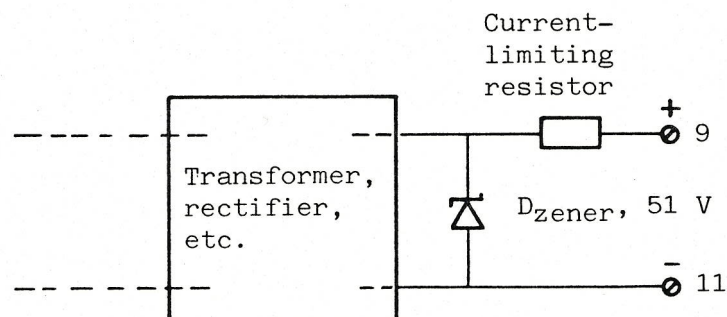 Current-
limiting
resistor
+
9
Transformer,
rectifier,
etc.
Dzener, 51 V
-
11